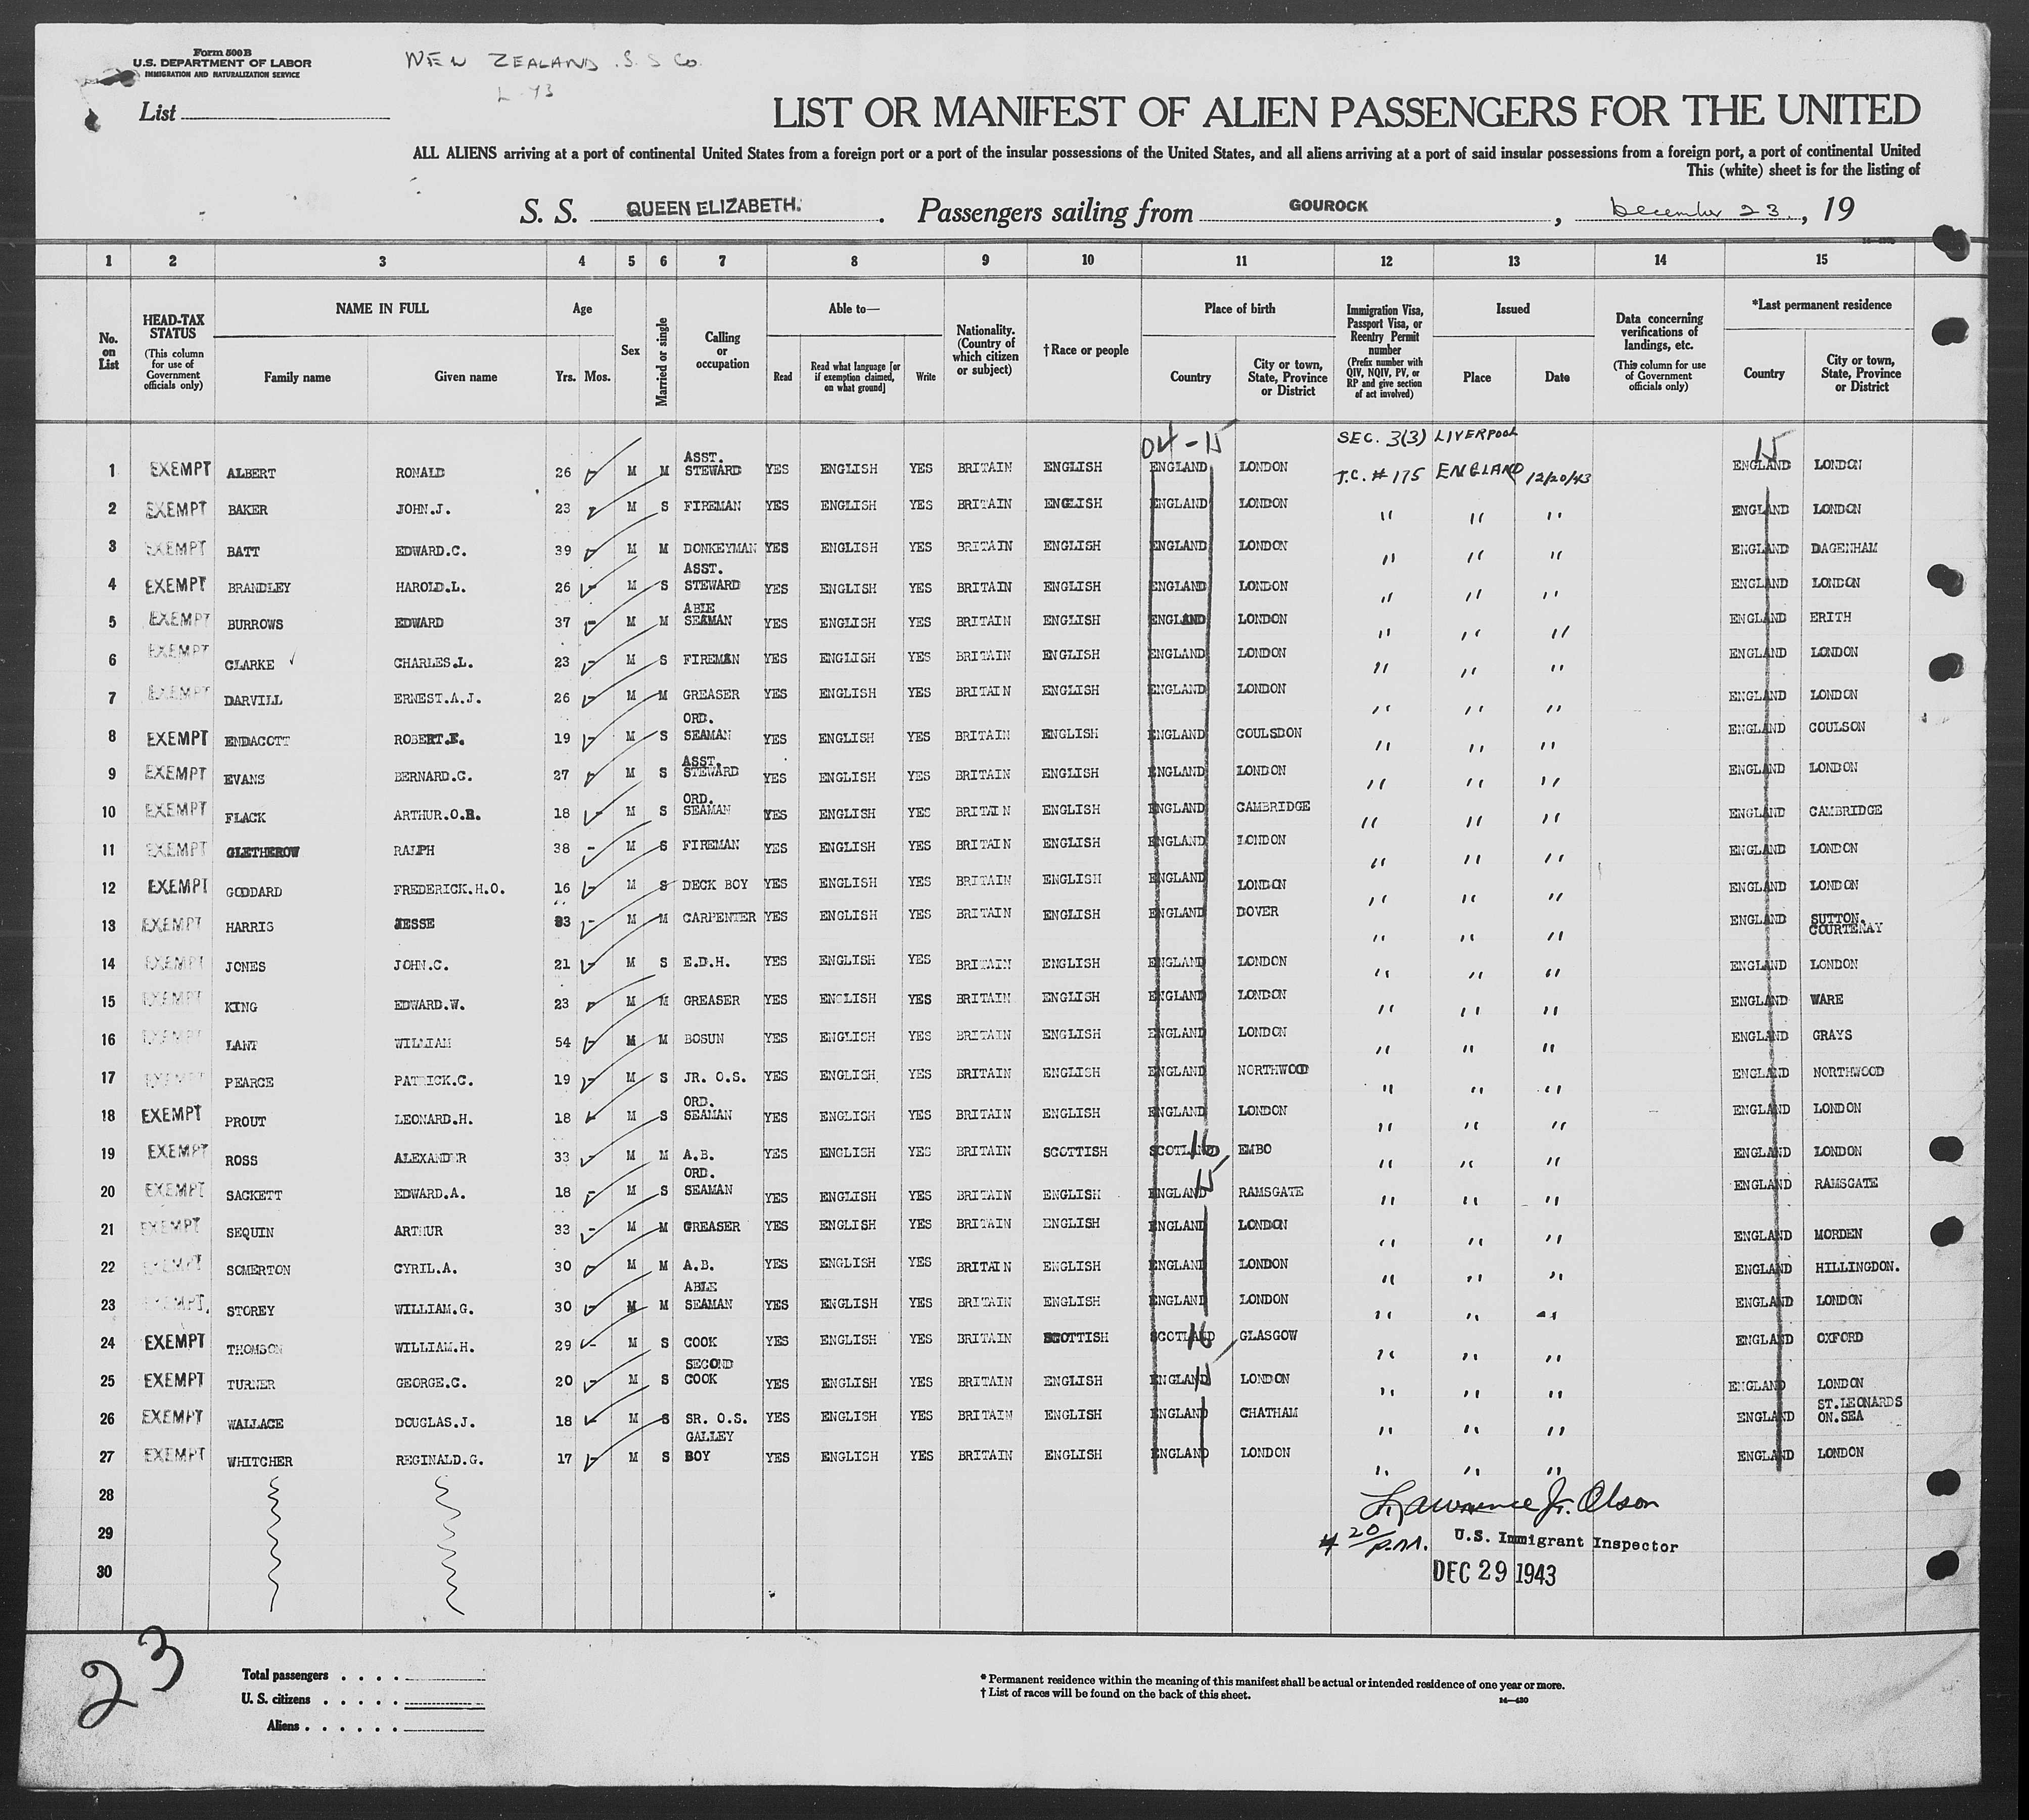 Form 500B
U.S. DEPARTMENT OF LABOR
IMMIGRATION AND NATURALIZATION SERVICE
NEW ZEALAND S.S Co.
L 43
List
LIST OR MANIFEST OF ALIEN PASSENGERS FOR THE UNITED
ALL ALIENS arriving at a port of continental United States from a foreign port or a port of the insular possessions of the United States, and all aliens arriving at a port of said insular possessions from a foreign port, a port of continental United
This (white) sheet is for the listing of
S. S. QUEEN ELIZABETH. Passengers sailing from GOUROCK, December 23, 19
1 2 3 4 5 6 7 8 9 10 11 12 13 14 15
No. on List
HEAD-TAX STATUS (This column for use of Government officials only)
NAME IN FULL Family name Given name
Age Yrs. Mos.
Sex
Married or single
Calling or occupation
Able to— Read Read what language [or if exemption claimed, on what ground] Write
Nationality. (Country of which citizen or subject)
†Race or people
Place of birth Country City or town, State, Province or District
Immigration Visa, Passport Visa, or Reentry Permit number (Prefix number with QIV, NQIV, PV, or RP and give section of act involved)
Issued Place Date
Data concerning verifications of landings, etc. (This column for use of Government officials only)
*Last permanent residence Country City or town, State, Province or District
04-15 SEC. 3(3) LIVERPOOL 15
1 EXEMPT ALBERT RONALD 26 M M ASST. STEWARD YES ENGLISH YES BRITAIN ENGLISH ENGLAND LONDON T.C. #175 ENGLAND 12/20/43 ENGLAND LONDON
2 EXEMPT BAKER JOHN.J. 23 M S FIREMAN YES ENGLISH YES BRITAIN ENGLISH ENGLAND LONDON " " " ENGLAND LONDON
3 EXEMPT BATT EDWARD.C. 39 M M DONKEYMAN YES ENGLISH YES BRITAIN ENGLISH ENGLAND LONDON " " " ENGLAND DAGENHAM
4 EXEMPT BRANDLEY HAROLD.L. 26 M S ASST. STEWARD YES ENGLISH YES BRITAIN ENGLISH ENGLAND LONDON " " " ENGLAND LONDON
5 EXEMPT BURROWS EDWARD 37 M M ABLE SEAMAN YES ENGLISH YES BRITAIN ENGLISH ENGLAND LONDON " " " ENGLAND ERITH
6 EXEMPT CLARKE CHARLES.L. 23 M S FIREMAN YES ENGLISH YES BRITAIN ENGLISH ENGLAND LONDON " " " ENGLAND LONDON
7 EXEMPT DARVILL ERNEST.A.J. 26 M M GREASER YES ENGLISH YES BRITAIN ENGLISH ENGLAND LONDON " " " ENGLAND LONDON
8 EXEMPT ENDACOTT ROBERT.E. 19 M S ORD. SEAMAN YES ENGLISH YES BRITAIN ENGLISH ENGLAND COULSDON " " " ENGLAND COULSON
9 EXEMPT EVANS BERNARD.C. 27 M S ASST. STEWARD YES ENGLISH YES BRITAIN ENGLISH ENGLAND LONDON " " " ENGLAND LONDON
10 EXEMPT FLACK ARTHUR.O.R. 18 M S ORD. SEAMAN YES ENGLISH YES BRITAIN ENGLISH ENGLAND CAMBRIDGE " " " ENGLAND CAMBRIDGE
11 EXEMPT GLETHEROW RALPH 38 M S FIREMAN YES ENGLISH YES BRITAIN ENGLISH ENGLAND LONDON " " " ENGLAND LONDON
12 EXEMPT GODDARD FREDERICK.H.O. 16 M S DECK BOY YES ENGLISH YES BRITAIN ENGLISH ENGLAND LONDON " " " ENGLAND LONDON
13 EXEMPT HARRIS JESSE M M CARPENTER YES ENGLISH YES BRITAIN ENGLISH ENGLAND DOVER " " " ENGLAND SUTTON. COURTENAY
14 EXEMPT JONES JOHN.C. 21 M S E.D.H. YES ENGLISH YES BRITAIN ENGLISH ENGLAND LONDON " " " ENGLAND LONDON
15 EXEMPT KING EDWARD.W. 23 M M GREASER YES ENGLISH YES BRITAIN ENGLISH ENGLAND LONDON " " " ENGLAND WARE
16 EXEMPT LANT WILLIAM 54 M M BOSUN YES ENGLISH YES BRITAIN ENGLISH ENGLAND LONDON " " " ENGLAND GRAYS
17 EXEMPT PEARCE PATRICK.C. 19 M S JR. O.S. YES ENGLISH YES BRITAIN ENGLISH ENGLAND NORTHWOOD " " " ENGLAND NORTHWOOD
18 EXEMPT PROUT LEONARD.H. 18 M S ORD. SEAMAN YES ENGLISH YES BRITAIN ENGLISH ENGLAND LONDON " " " ENGLAND LONDON
19 EXEMPT ROSS ALEXANDER 33 M M A.B. YES ENGLISH YES BRITAIN SCOTTISH SCOTLAND 16 EMBO " " " ENGLAND LONDON
20 EXEMPT SACKETT EDWARD.A. 18 M S ORD. SEAMAN YES ENGLISH YES BRITAIN ENGLISH ENGLAND 15 RAMSGATE " " " ENGLAND RAMSGATE
21 EXEMPT SEQUIN ARTHUR 33 M M GREASER YES ENGLISH YES BRITAIN ENGLISH ENGLAND LONDON " " " ENGLAND MORDEN
22 EXEMPT SOMERTON CYRIL.A. 30 M M A.B. YES ENGLISH YES BRITAIN ENGLISH ENGLAND LONDON " " " ENGLAND HILLINGDON.
23 EXEMPT. STOREY WILLIAM.G. 30 M M ABLE SEAMAN YES ENGLISH YES BRITAIN ENGLISH ENGLAND LONDON " " " ENGLAND LONDON
24 EXEMPT THOMSON WILLIAM.H. 29 M S COOK YES ENGLISH YES BRITAIN SCOTTISH SCOTLAND 16 GLASGOW " " " ENGLAND OXFORD
25 EXEMPT TURNER GEORGE.C. 20 M S SECOND COOK YES ENGLISH YES BRITAIN ENGLISH ENGLAND 15 LONDON " " " ENGLAND LONDON
26 EXEMPT WALLACE DOUGLAS.J. 18 M S SR. O.S. YES ENGLISH YES BRITAIN ENGLISH ENGLAND CHATHAM " " " ENGLAND ST.LEONARDS ON.SEA
27 EXEMPT WHITCHER REGINALD.G. 17 M S GALLEY BOY YES ENGLISH YES BRITAIN ENGLISH ENGLAND LONDON " " " ENGLAND LONDON
28
29
30
Lawrence Jr. Olson
4 20/p.m. U.S. Immigrant Inspector
DEC 29 1943
23
Total passengers
U. S. citizens
Aliens
* Permanent residence within the meaning of this manifest shall be actual or intended residence of one year or more.
† List of races will be found on the back of this sheet.
14—430